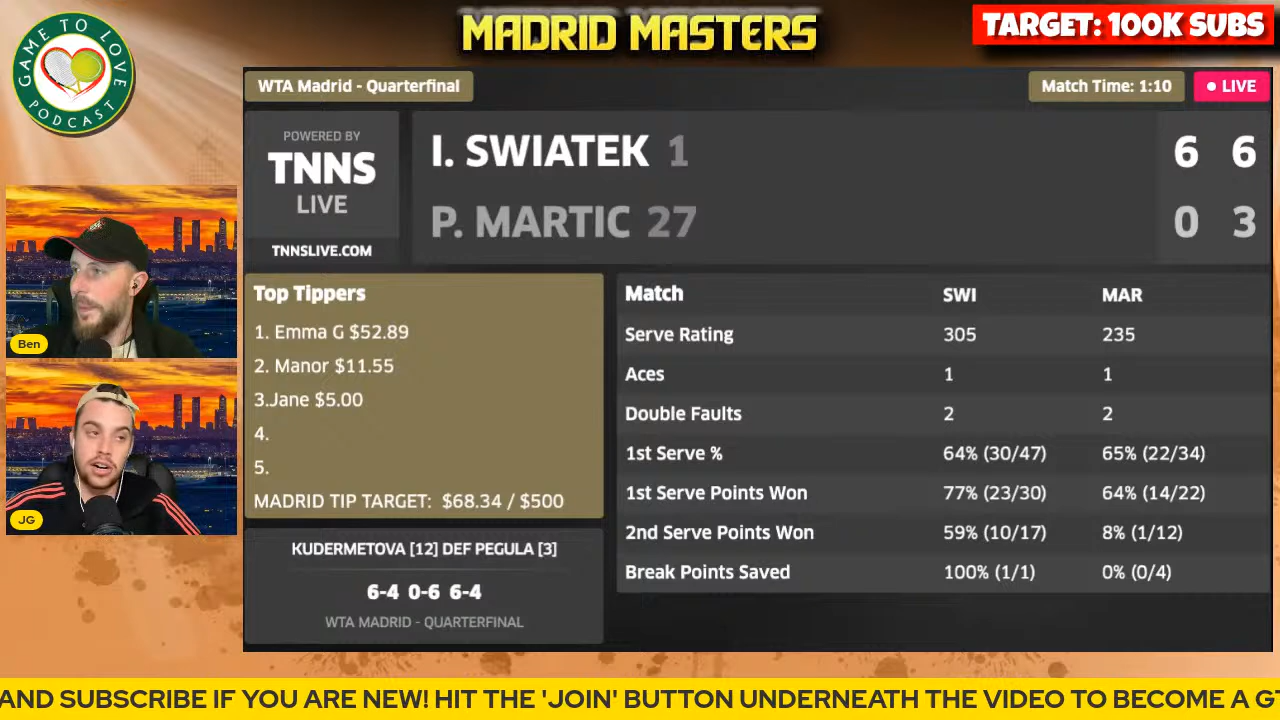 GAME TO LOVE
PODCAST
MADRID MASTERS
TARGET: 100K SUBS
WTA Madrid - Quarterfinal
Match Time: 1:10
LIVE
POWERED BY
TNNS
LIVE
TNNSLIVE.COM
I. SWIATEK 1 6 6
P. MARTIC 27 0 3
Ben
JG
Top Tippers
1. Emma G $52.89
2. Manor $11.55
3.Jane $5.00
4.
5.
MADRID TIP TARGET: $68.34 / $500
KUDERMETOVA [12] DEF PEGULA [3]
6-4 0-6 6-4
WTA MADRID - QUARTERFINAL
Match SWI MAR
Serve Rating 305 235
Aces 1 1
Double Faults 2 2
1st Serve % 64% (30/47) 65% (22/34)
1st Serve Points Won 77% (23/30) 64% (14/22)
2nd Serve Points Won 59% (10/17) 8% (1/12)
Break Points Saved 100% (1/1) 0% (0/4)
AND SUBSCRIBE IF YOU ARE NEW! HIT THE 'JOIN' BUTTON UNDERNEATH THE VIDEO TO BECOME A